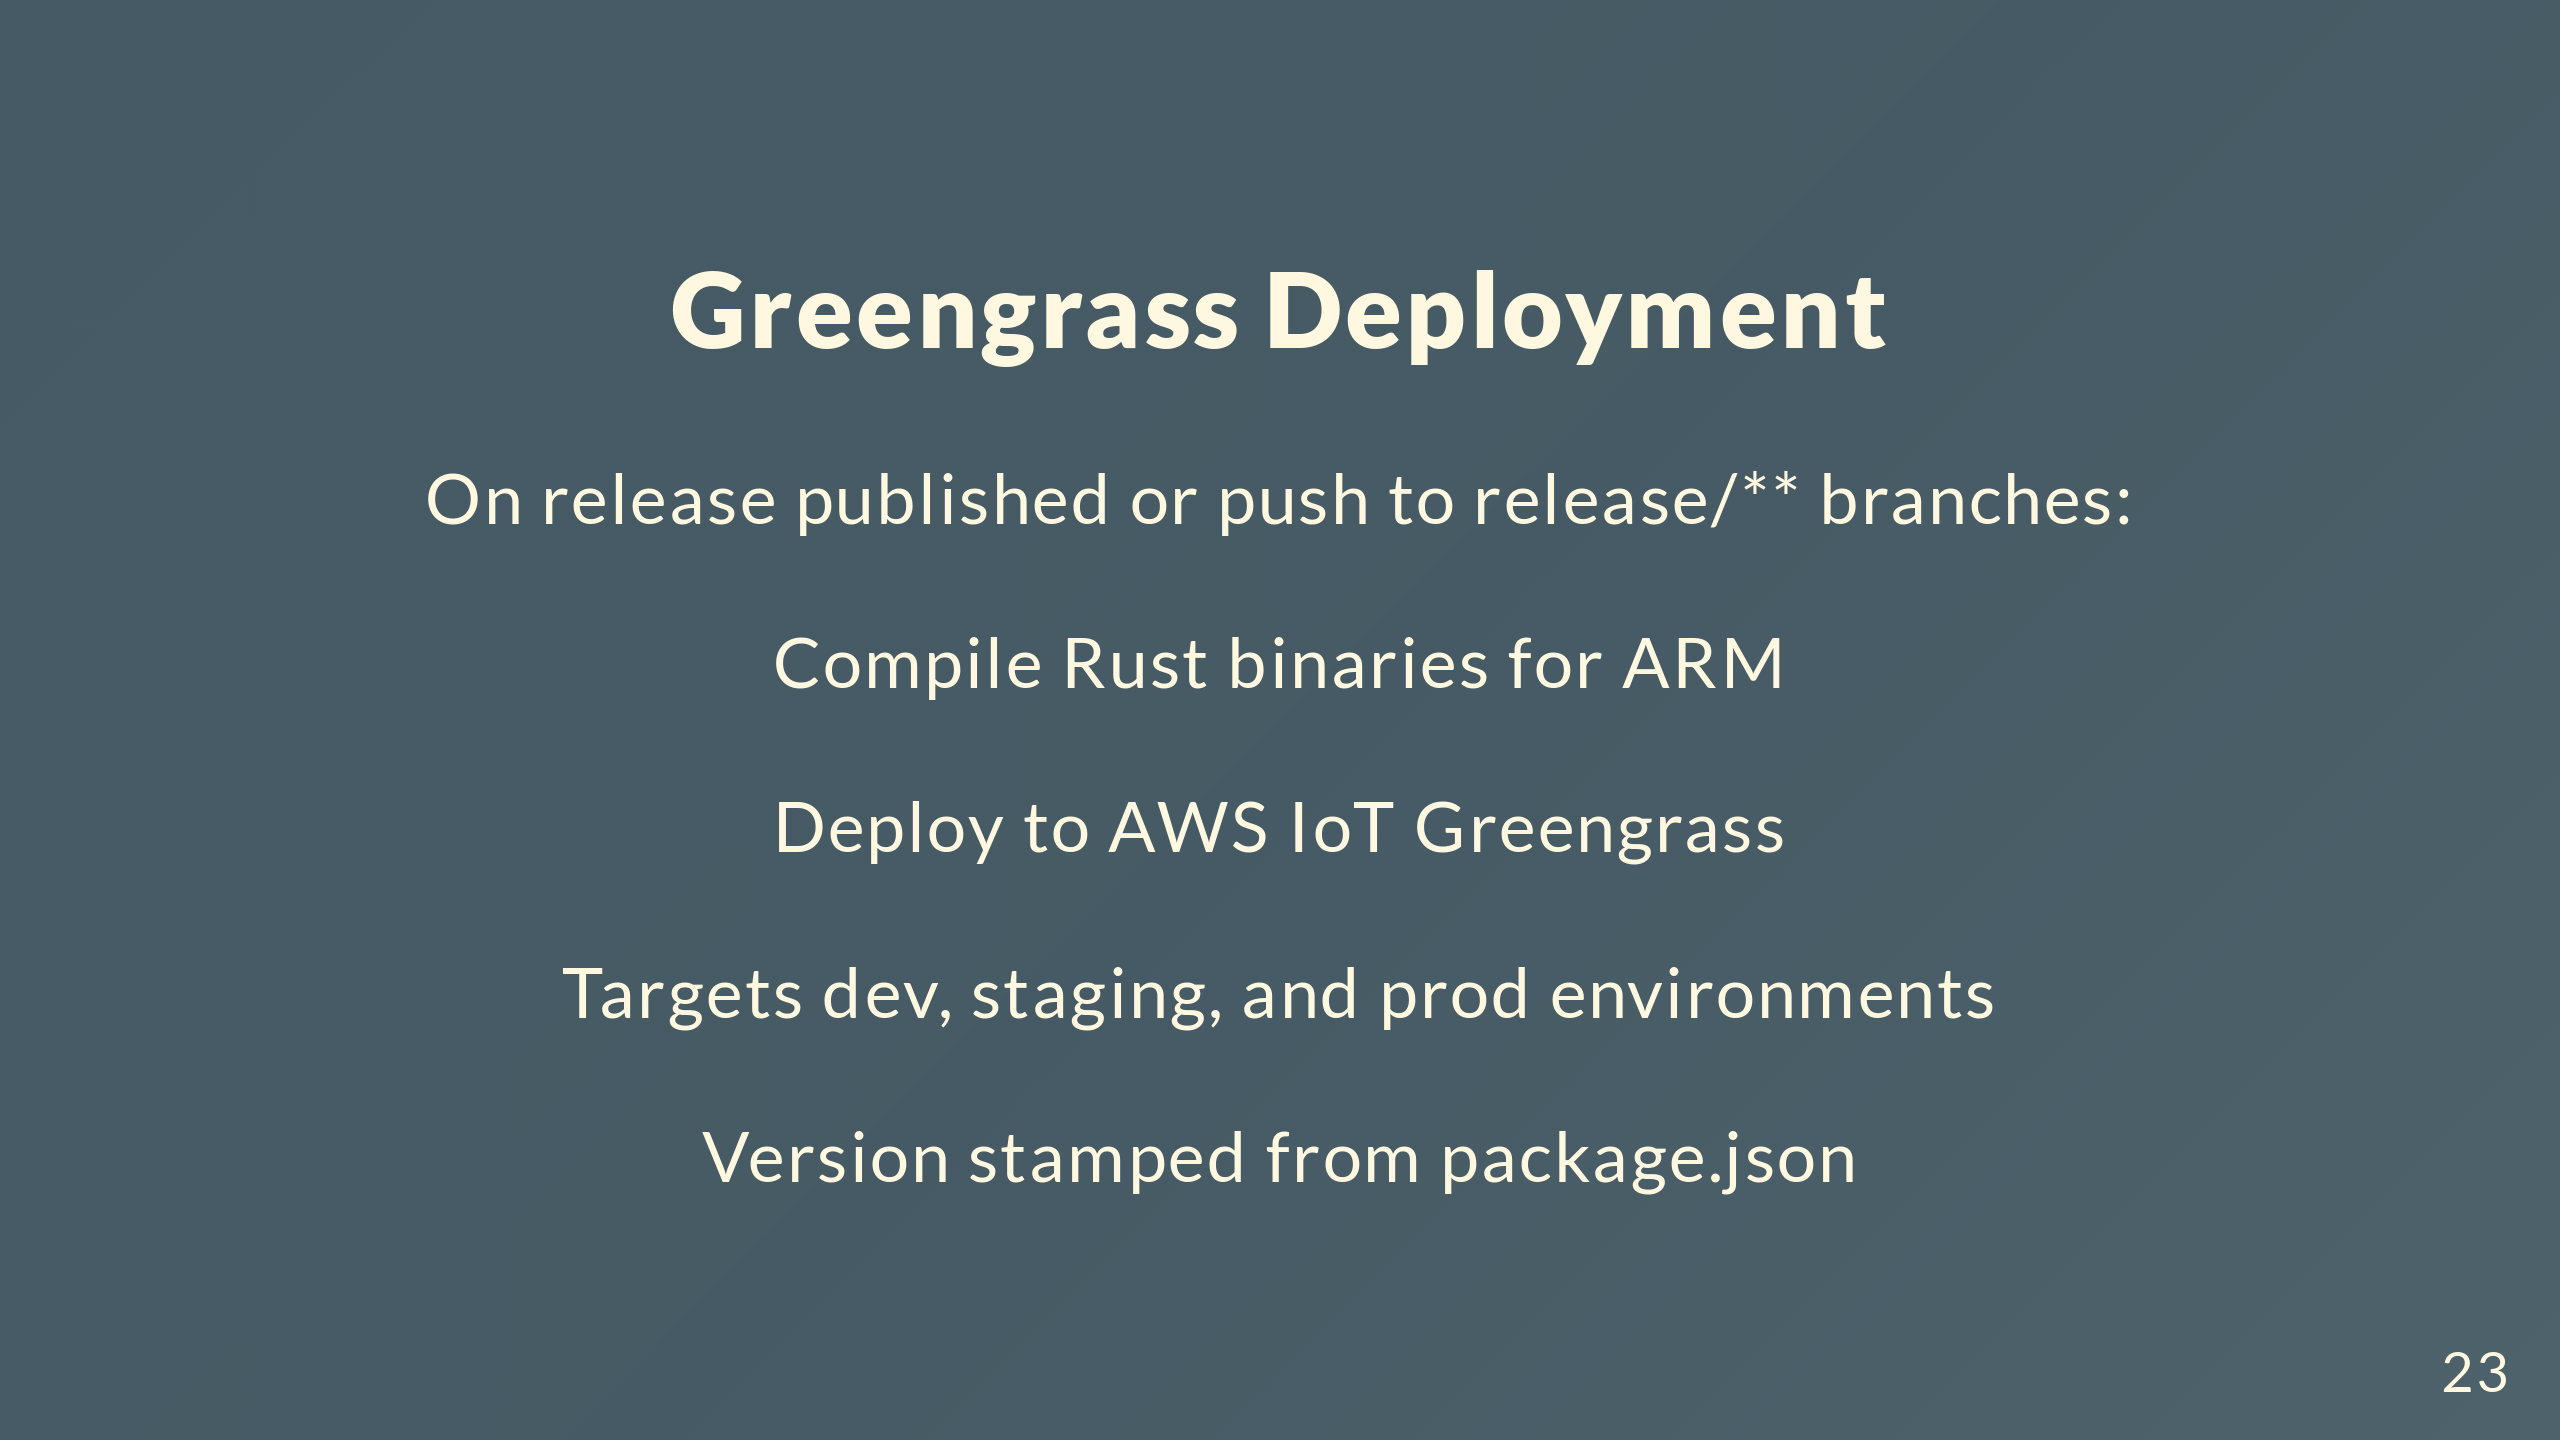 Greengrass Deployment
On release published or push to release/** branches:
Compile Rust binaries for ARM
Deploy to AWS IoT Greengrass
Targets dev, staging, and prod environments
Version stamped from package.json
23